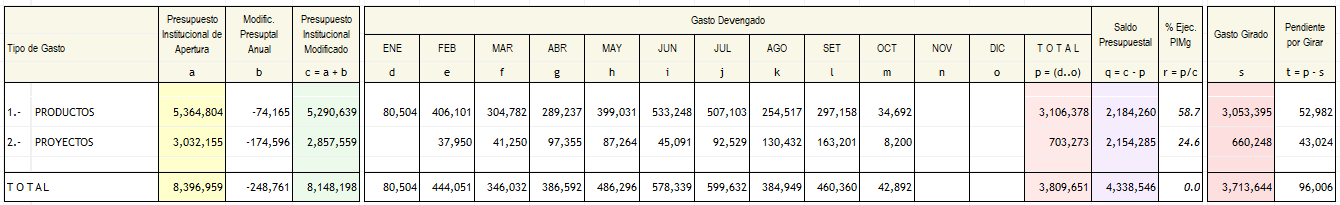 Tipo de Gasto | Presupuesto Institucional de Apertura | Modific. Presuptal Anual | Presupuesto Institucional Modificado | Gasto Devengado | Saldo Presupuestal | % Ejec. PIMg | Gasto Girado | Pendiente por Girar
ENE | FEB | MAR | ABR | MAY | JUN | JUL | AGO | SET | OCT | NOV | DIC | T O T A L
a | b | c = a + b | d | e | f | g | h | i | j | k | l | m | n | o | p = (d..o) | q = c - p | r = p/c | s | t = p - s
1.- PRODUCTOS | 5,364,804 | -74,165 | 5,290,639 | 80,504 | 406,101 | 304,782 | 289,237 | 399,031 | 533,248 | 507,103 | 254,517 | 297,158 | 34,692 | 3,106,378 | 2,184,260 | 58.7 | 3,053,395 | 52,982
2.- PROYECTOS | 3,032,155 | -174,596 | 2,857,559 | 37,950 | 41,250 | 97,355 | 87,264 | 45,091 | 92,529 | 130,432 | 163,201 | 8,200 | 703,273 | 2,154,285 | 24.6 | 660,248 | 43,024
T O T A L | 8,396,959 | -248,761 | 8,148,198 | 80,504 | 444,051 | 346,032 | 386,592 | 486,296 | 578,339 | 599,632 | 384,949 | 460,360 | 42,892 | 3,809,651 | 4,338,546 | 0.0 | 3,713,644 | 96,006